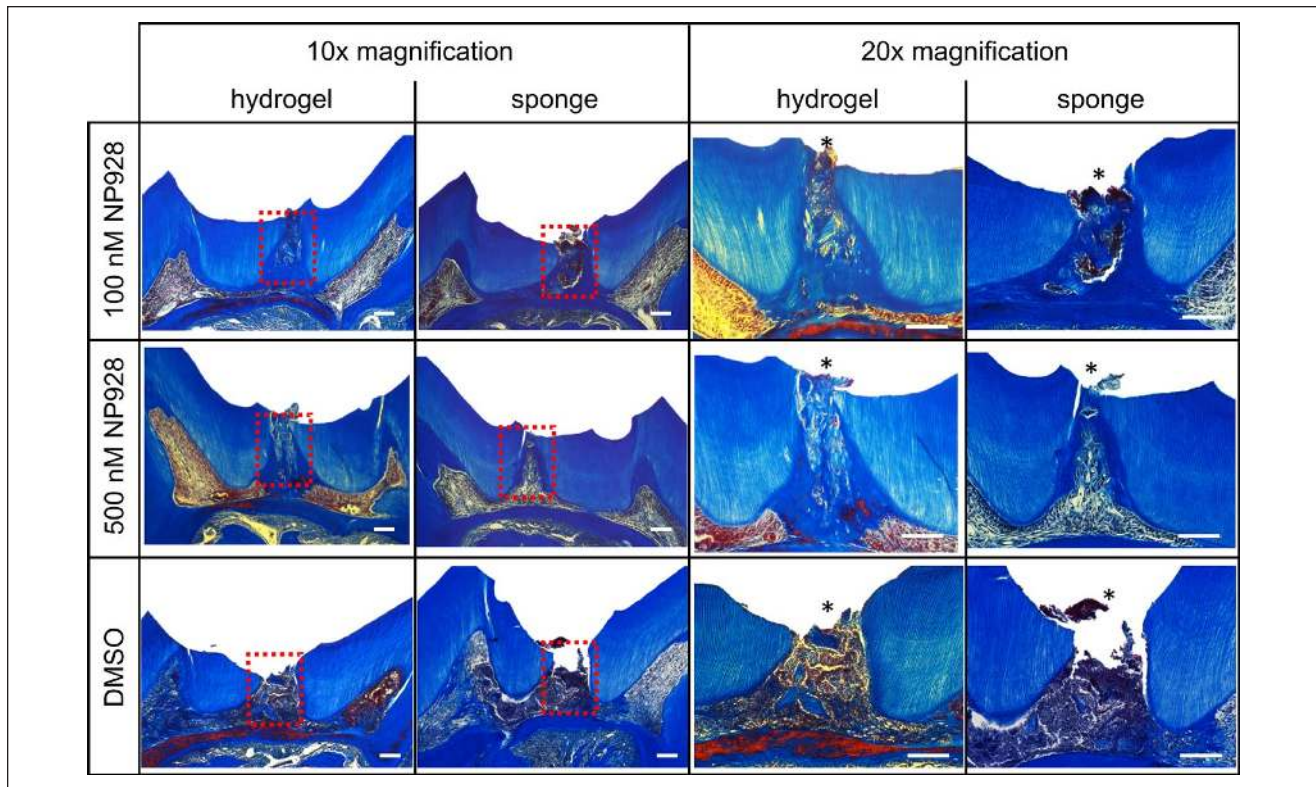 10x magnification
20x magnification
hydrogel
sponge
hydrogel
sponge
100 nM NP928
*
*
500 nM NP928
*
*
DMSO
*
*